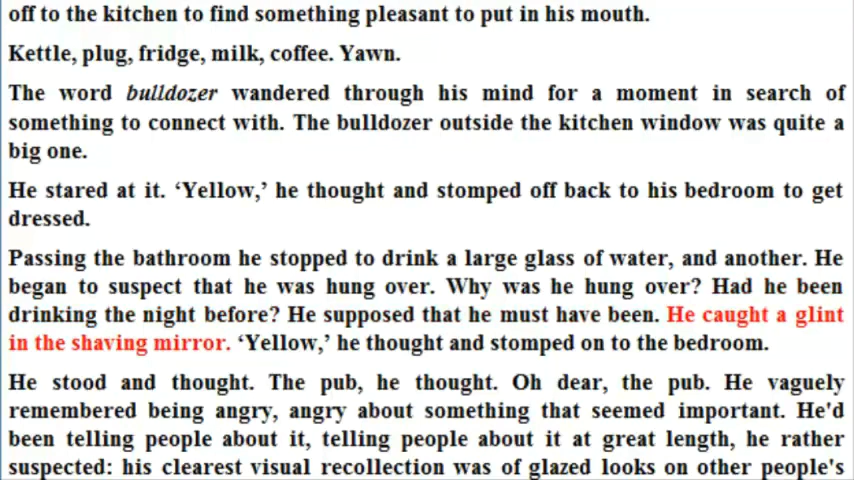 off to the kitchen to find something pleasant to put in his mouth.
Kettle, plug, fridge, milk, coffee. Yawn.
The word bulldozer wandered through his mind for a moment in search of
something to connect with. The bulldozer outside the kitchen window was quite a
big one.
He stared at it. ‘Yellow,’ he thought and stomped off back to his bedroom to get
dressed.
Passing the bathroom he stopped to drink a large glass of water, and another. He
began to suspect that he was hung over. Why was he hung over? Had he been
drinking the night before? He supposed that he must have been. He caught a glint
in the shaving mirror. ‘Yellow,’ he thought and stomped on to the bedroom.
He stood and thought. The pub, he thought. Oh dear, the pub. He vaguely
remembered being angry, angry about something that seemed important. He'd
been telling people about it, telling people about it at great length, he rather
suspected: his clearest visual recollection was of glazed looks on other people's